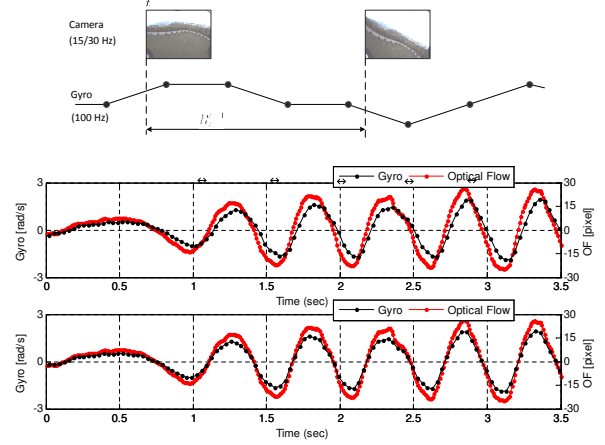 t
Camera
(15/30 Hz)
Gyro
(100 Hz)
Gyro
Optical Flow
3
0
-3
Gyro [rad/s]
30
15
0
-15
-30
OF [pixel]
0
0.5
1
1.5
2
2.5
3
3.5
Time (sec)
Gyro
Optical Flow
3
0
-3
Gyro [rad/s]
30
15
0
-15
-30
OF [pixel]
0
0.5
1
1.5
2
2.5
3
3.5
Time (sec)